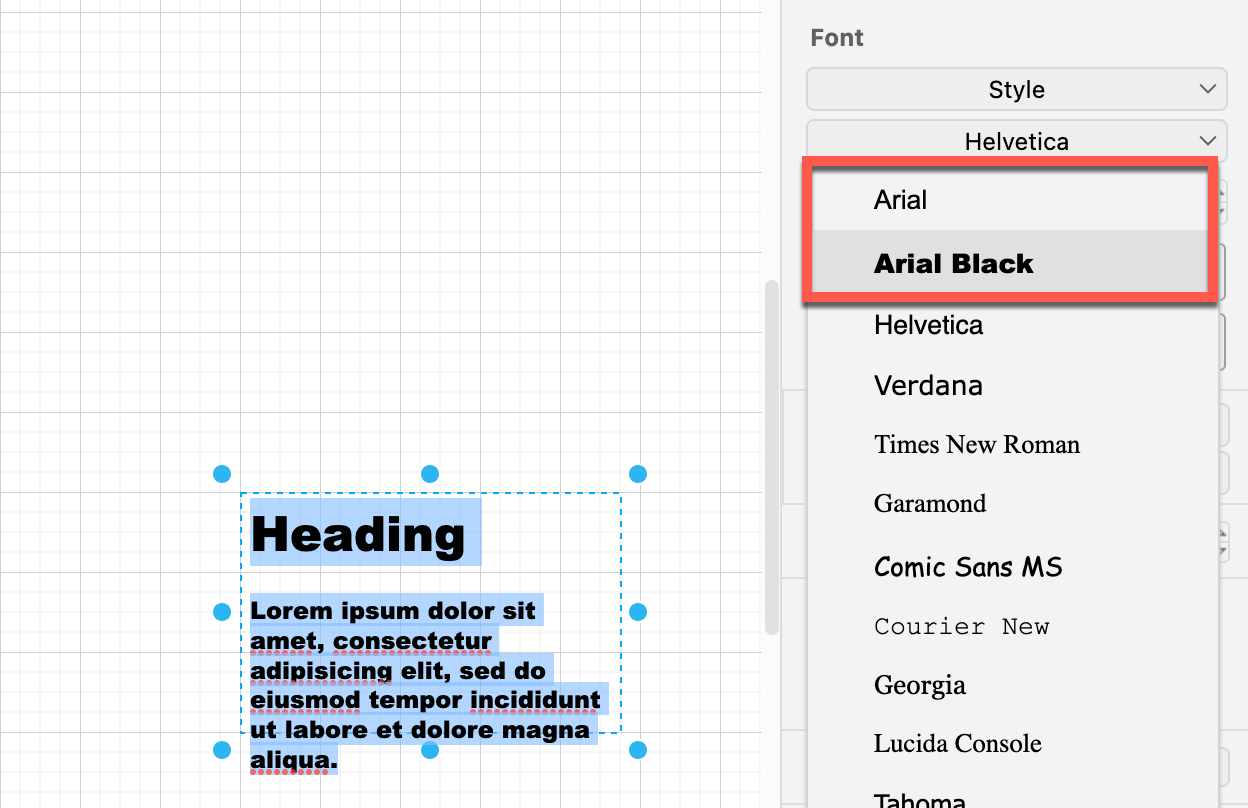 Font
Style
Helvetica
Arial
Arial Black
Helvetica
Verdana
Times New Roman
Garamond
Comic Sans MS
Courier New
Georgia
Lucida Console
Tahoma
Heading
Lorem ipsum dolor sit
amet, consectetur
adipisicing elit, sed do
eiusmod tempor incididunt
ut labore et dolore magna
aliqua.